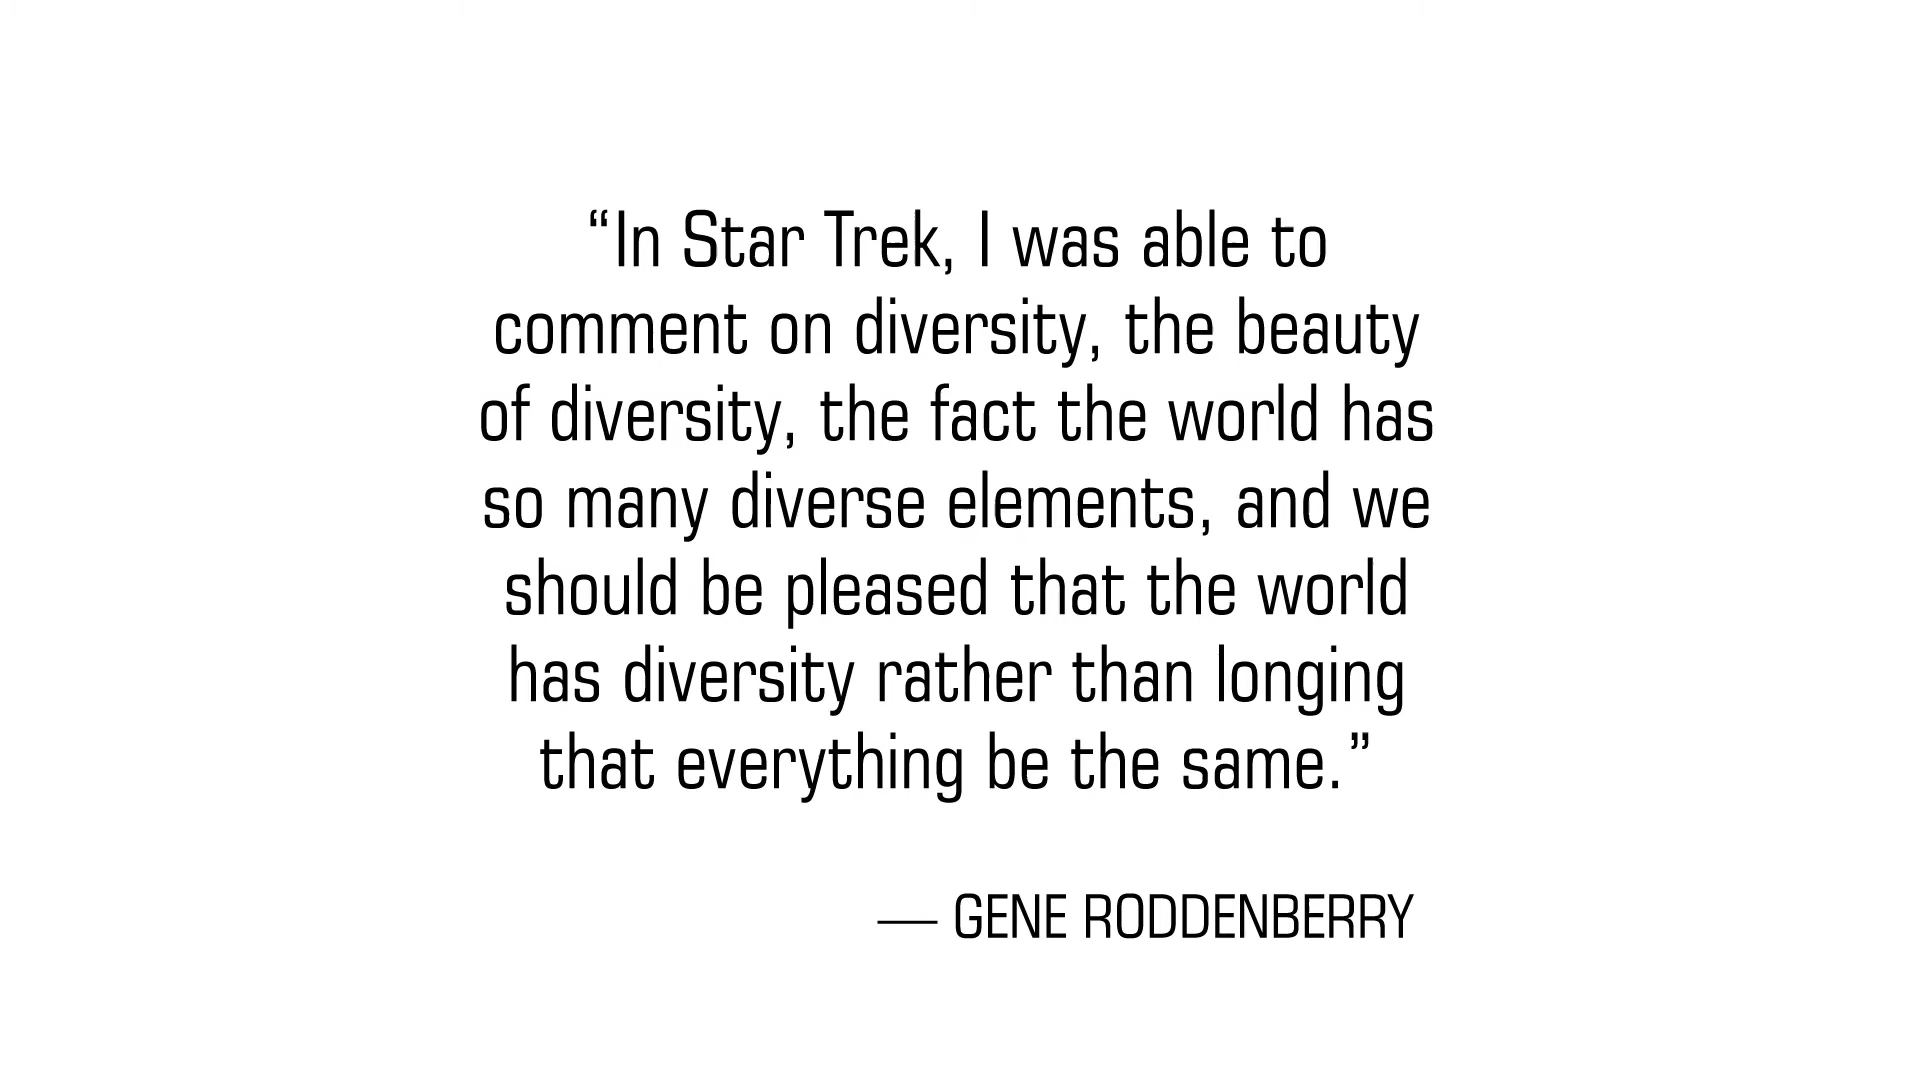 “In Star Trek, I was able to
comment on diversity, the beauty
of diversity, the fact the world has
so many diverse elements, and we
should be pleased that the world
has diversity rather than longing
that everything be the same.”
— GENE RODDENBERRY